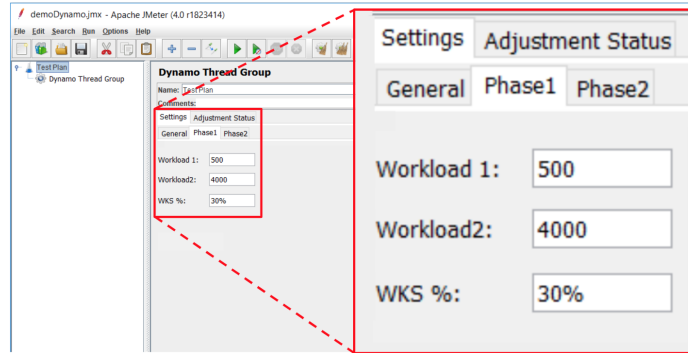 demoDynamo.jmx - Apache JMeter (4.0 r1823414)
File Edit Search Run Options Help
Test Plan
Dynamo Thread Group
Dynamo Thread Group
Name: Test Plan
Comments:
Settings Adjustment Status
General Phase1 Phase2
Workload 1: 500
Workload2: 4000
WKS %: 30%
Settings Adjustment Status
General Phase1 Phase2
Workload 1: 500
Workload2: 4000
WKS %: 30%